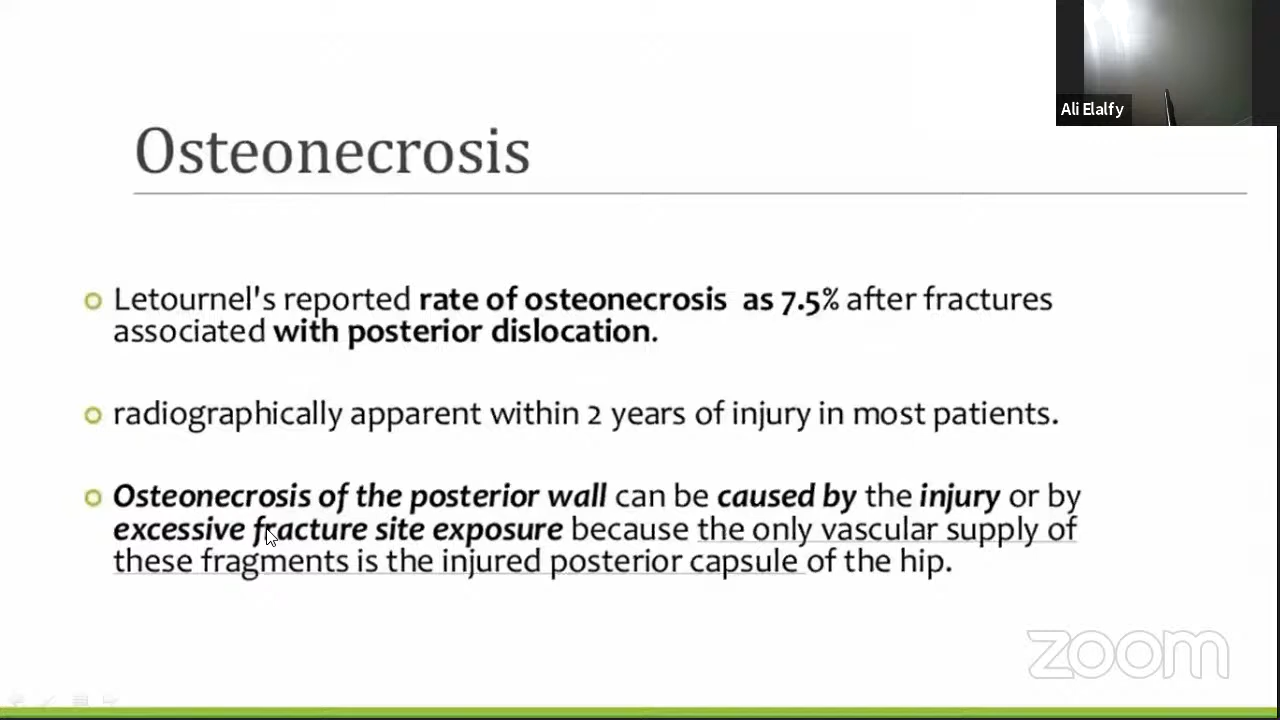 Ali Elalfy
Osteonecrosis
Letournel's reported rate of osteonecrosis as 7.5% after fractures
associated with posterior dislocation.
radiographically apparent within 2 years of injury in most patients.
Osteonecrosis of the posterior wall can be caused by the injury or by
excessive fracture site exposure because the only vascular supply of
these fragments is the injured posterior capsule of the hip.
zoom